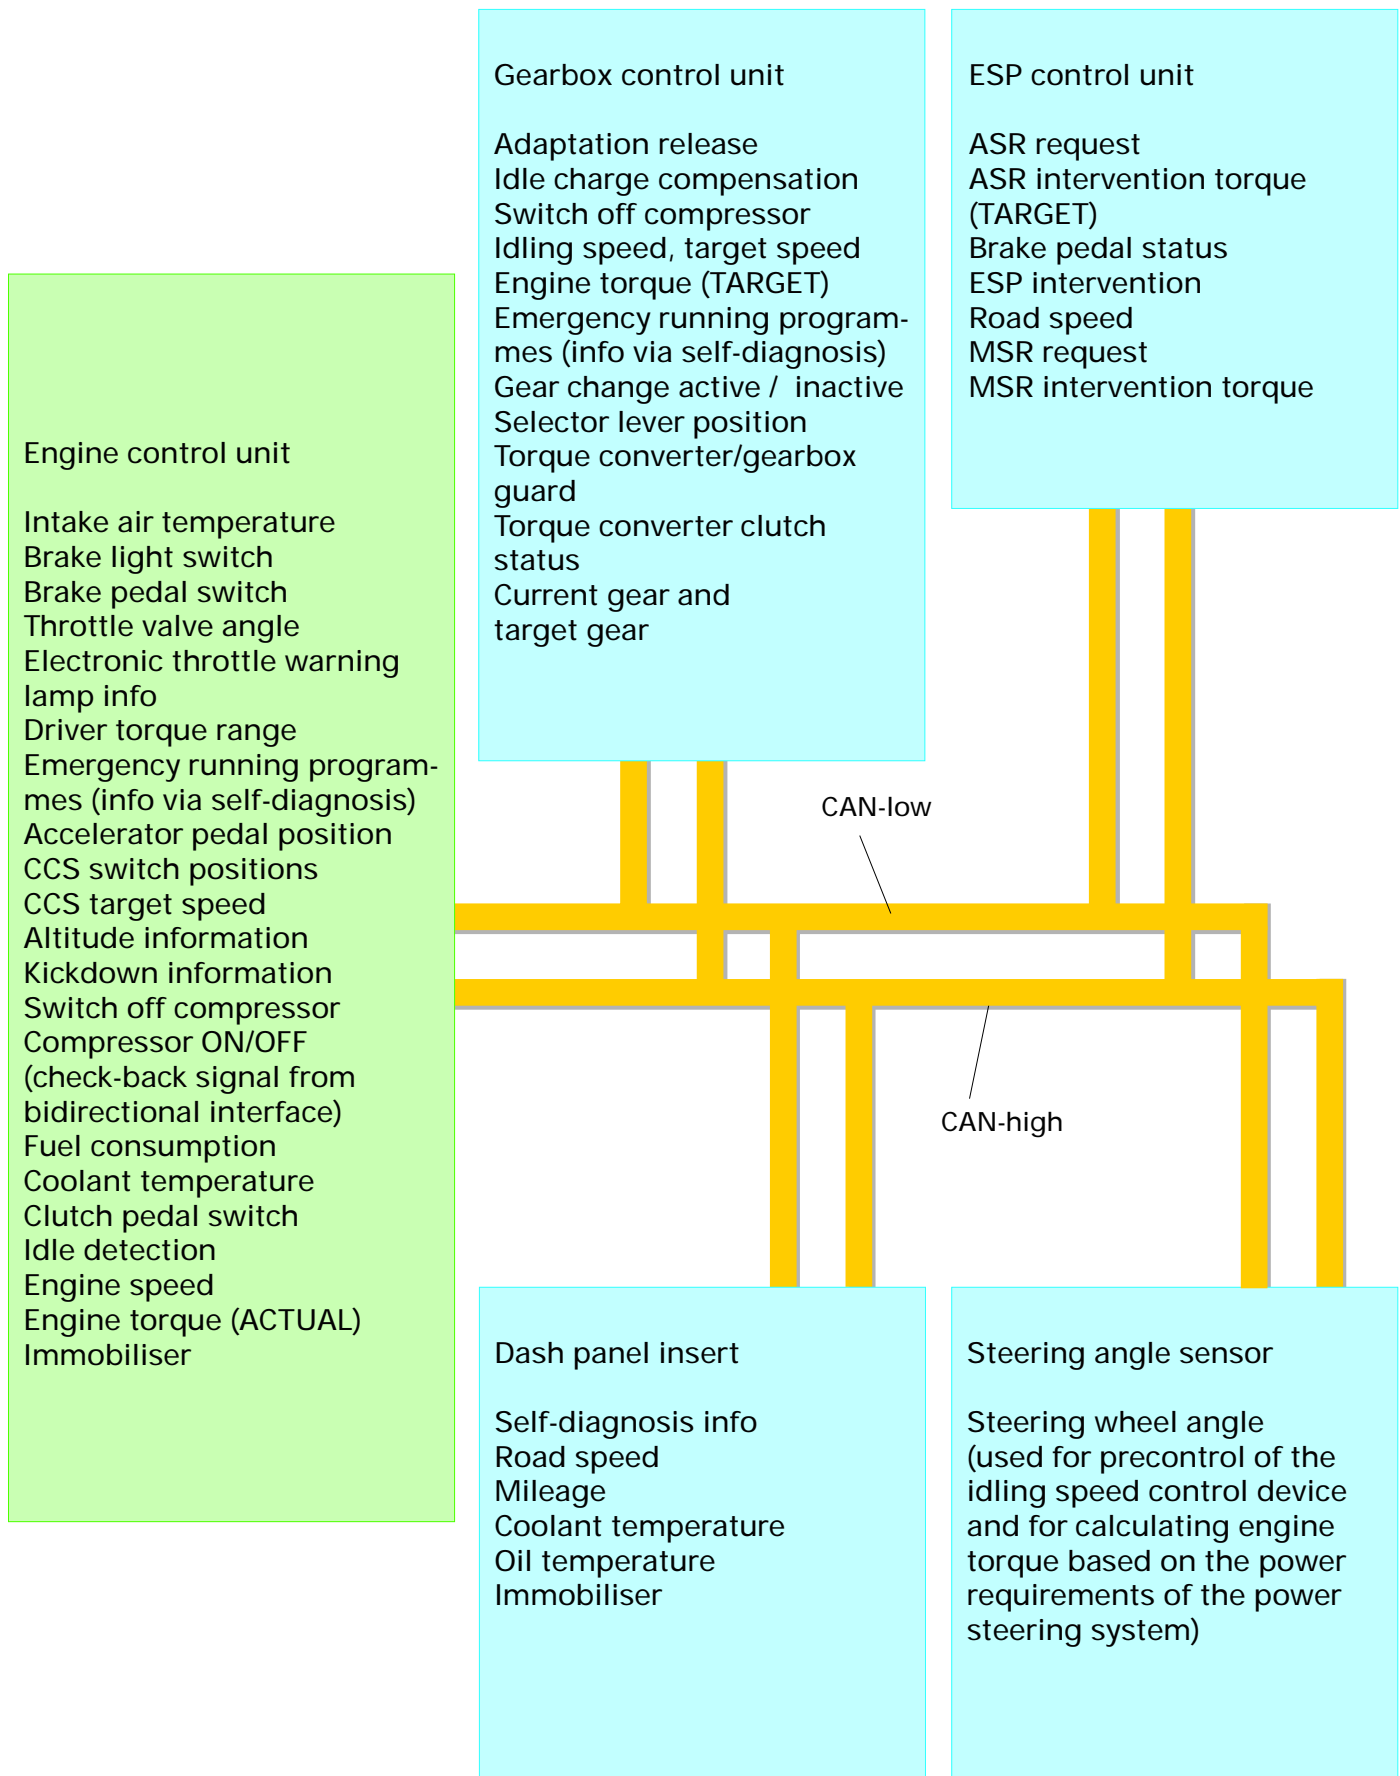 Gearbox control unit
Adaptation release
Idle charge compensation
Switch off compressor
Idling speed, target speed
Engine torque (TARGET)
Emergency running program-
mes (info via self-diagnosis)
Gear change active / inactive
Selector lever position
Torque converter/gearbox
guard
Torque converter clutch
status
Current gear and
target gear
ESP control unit
ASR request
ASR intervention torque
(TARGET)
Brake pedal status
ESP intervention
Road speed
MSR request
MSR intervention torque
Engine control unit
Intake air temperature
Brake light switch
Brake pedal switch
Throttle valve angle
Electronic throttle warning
lamp info
Driver torque range
Emergency running program-
mes (info via self-diagnosis)
Accelerator pedal position
CCS switch positions
CCS target speed
Altitude information
Kickdown information
Switch off compressor
Compressor ON/OFF
(check-back signal from
bidirectional interface)
Fuel consumption
Coolant temperature
Clutch pedal switch
Idle detection
Engine speed
Engine torque (ACTUAL)
Immobiliser
CAN-low
CAN-high
Dash panel insert
Self-diagnosis info
Road speed
Mileage
Coolant temperature
Oil temperature
Immobiliser
Steering angle sensor
Steering wheel angle
(used for precontrol of the
idling speed control device
and for calculating engine
torque based on the power
requirements of the power
steering system)